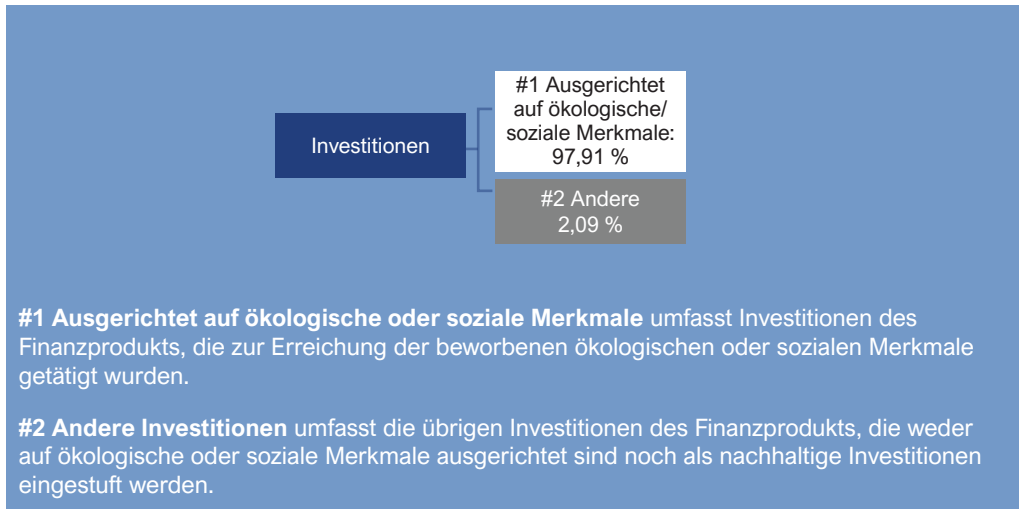 Investitionen
#1 Ausgerichtet
auf ökologische/
soziale Merkmale:
97,91 %
#2 Andere
2,09 %
#1 Ausgerichtet auf ökologische oder soziale Merkmale umfasst Investitionen des
Finanzprodukts, die zur Erreichung der beworbenen ökologischen oder sozialen Merkmale
getätigt wurden.
#2 Andere Investitionen umfasst die übrigen Investitionen des Finanzprodukts, die weder
auf ökologische oder soziale Merkmale ausgerichtet sind noch als nachhaltige Investitionen
eingestuft werden.